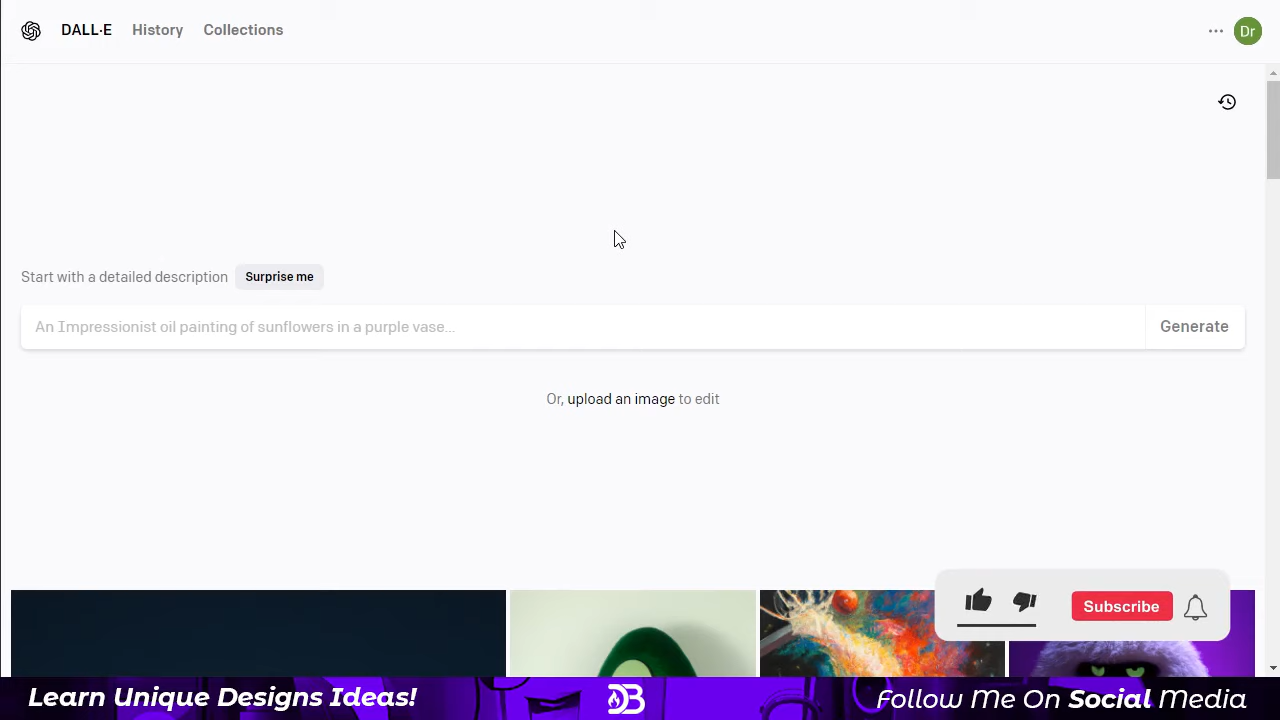 DALL·E History Collections
Dr
Start with a detailed description Surprise me
An Impressionist oil painting of sunflowers in a purple vase...
Generate
Or, upload an image to edit
Subscribe
Learn Unique Designs Ideas!
DB
Follow Me On Social Media